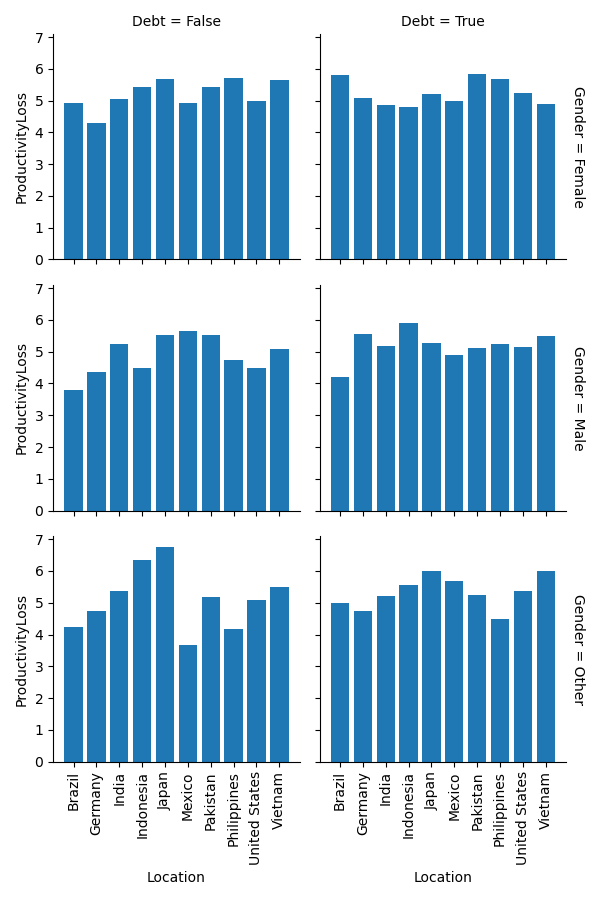 Debt = False
Debt = True
7
6
5
4
3
2
1
0
ProductivityLoss
Gender = Female
7
6
5
4
3
2
1
0
ProductivityLoss
Gender = Male
7
6
5
4
3
2
1
0
ProductivityLoss
Gender = Other
Brazil
Germany
India
Indonesia
Japan
Mexico
Pakistan
Philippines
United States
Vietnam
Location
Brazil
Germany
India
Indonesia
Japan
Mexico
Pakistan
Philippines
United States
Vietnam
Location